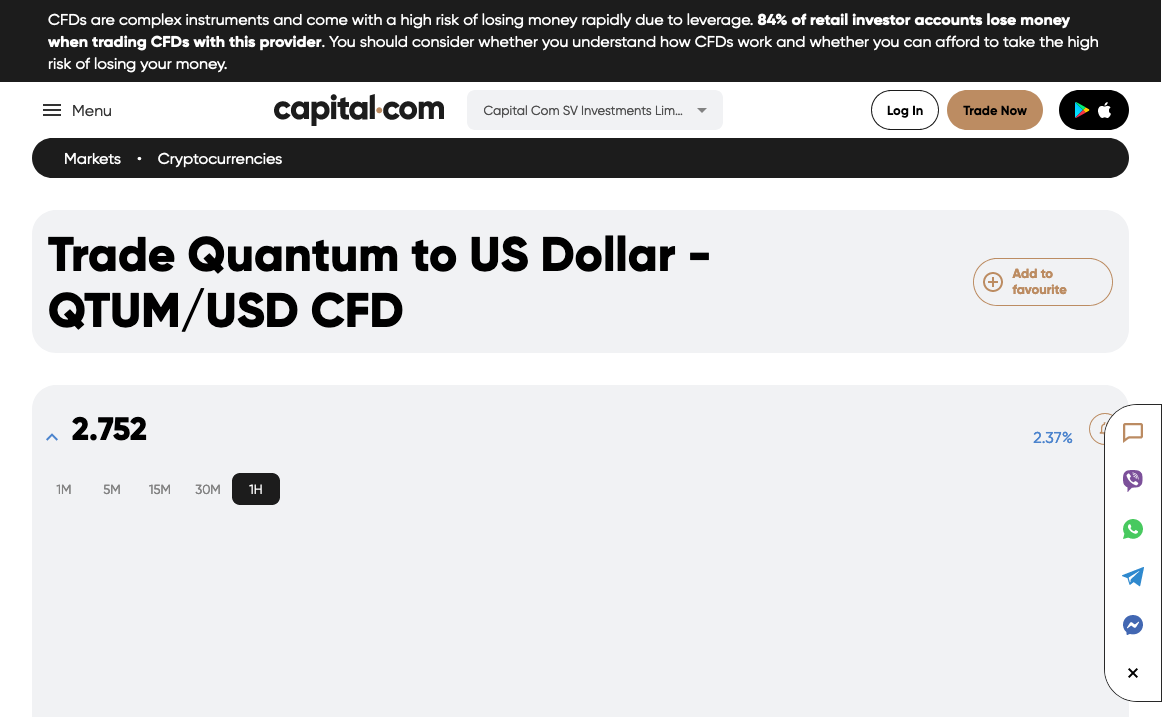 CFDs are complex instruments and come with a high risk of losing money rapidly due to leverage. 84% of retail investor accounts lose money
when trading CFDs with this provider. You should consider whether you understand how CFDs work and whether you can afford to take the high
risk of losing your money.
Menu
capital.com
Capital Com SV Investments Lim...
Log In
Trade Now
Markets • Cryptocurrencies
Trade Quantum to US Dollar -
QTUM/USD CFD
Add to
favourite
2.752
2.37%
1M 5M 15M 30M 1H